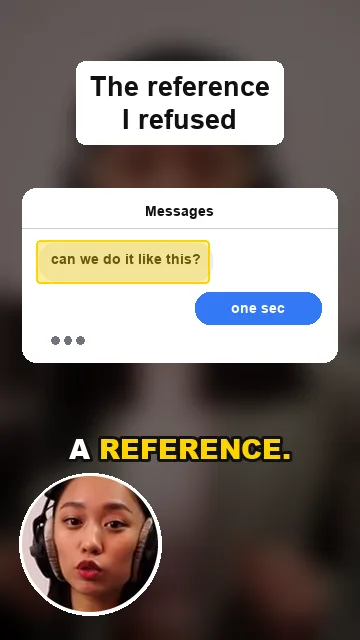 The reference
I refused
Messages
can we do it like this?
one sec
A REFERENCE.